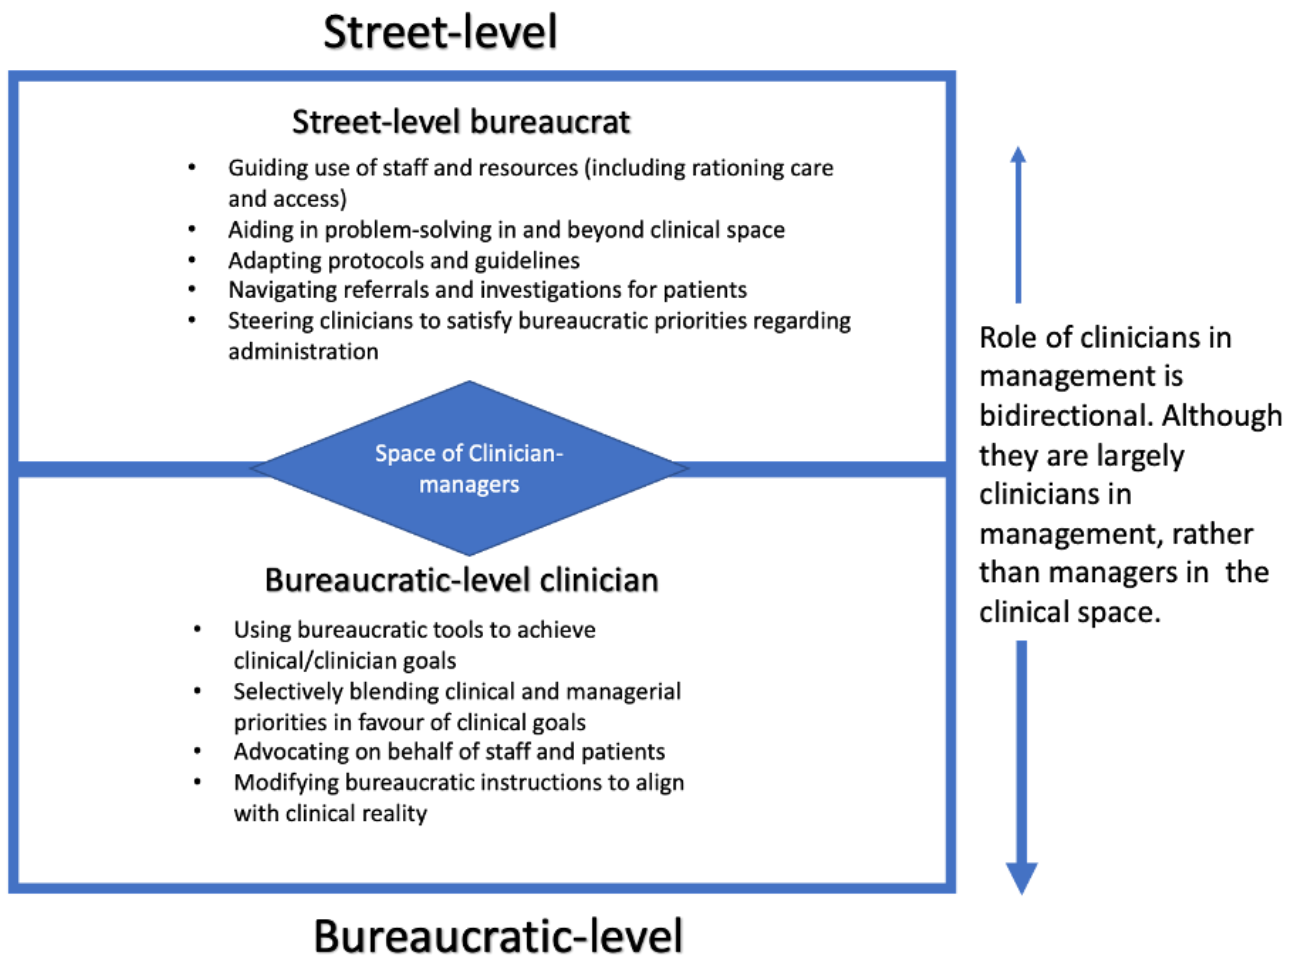 Street-level
Street-level bureaucrat
• Guiding use of staff and resources (including rationing care
and access)
• Aiding in problem-solving in and beyond clinical space
• Adapting protocols and guidelines
• Navigating referrals and investigations for patients
• Steering clinicians to satisfy bureaucratic priorities regarding
administration
Space of Clinician-
managers
Bureaucratic-level clinician
• Using bureaucratic tools to achieve
clinical/clinician goals
• Selectively blending clinical and managerial
priorities in favour of clinical goals
• Advocating on behalf of staff and patients
• Modifying bureaucratic instructions to align
with clinical reality
Bureaucratic-level
Role of clinicians in
management is
bidirectional. Although
they are largely
clinicians in
management, rather
than managers in  the
clinical space.